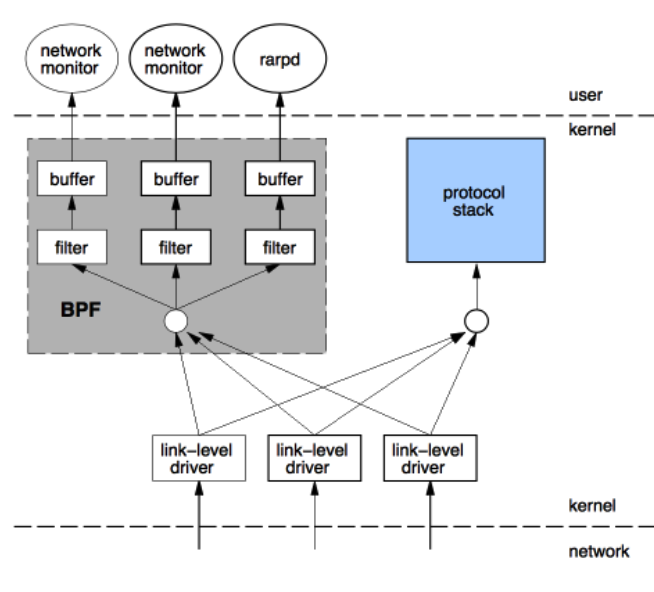 network
monitor
network
monitor
rarpd
user
kernel
buffer
buffer
buffer
protocol
stack
filter
filter
filter
BPF
link-level
driver
link-level
driver
link-level
driver
kernel
network